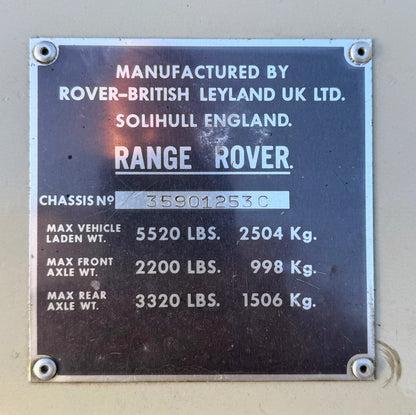 MANUFACTURED BY
ROVER–BRITISH LEYLAND UK LTD.
SOLIHULL ENGLAND.
RANGE ROVER.
CHASSIS Nº 35901253C
MAX VEHICLE LADEN WT. 5520 LBS. 2504 Kg.
MAX FRONT AXLE WT. 2200 LBS. 998 Kg.
MAX REAR AXLE WT. 3320 LBS. 1506 Kg.